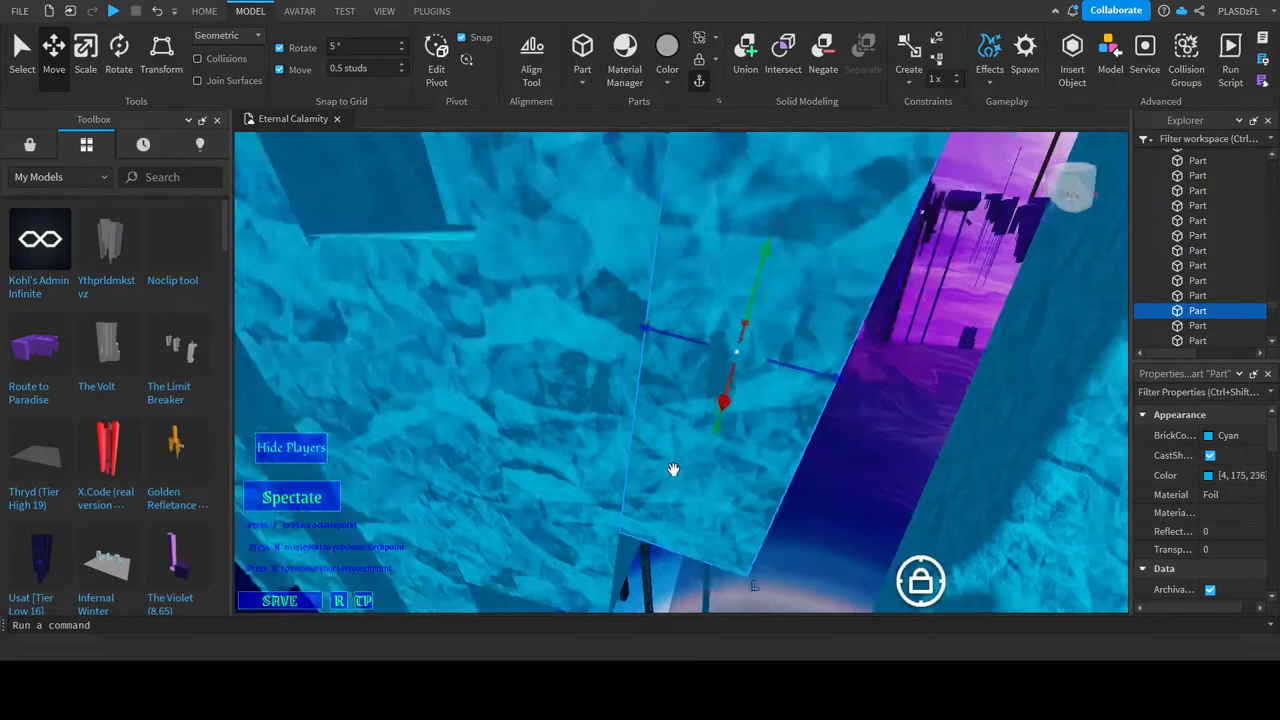 FILE HOME MODEL AVATAR TEST VIEW PLUGINS Collaborate PLASDzFL
Select Move Scale Rotate Transform
Geometric
Collisions
Join Surfaces
Tools
Rotate 5 °
Move 0.5 studs
Snap to Grid
Edit Pivot
Snap
Pivot
Align Tool
Alignment
Part Material Manager Color
Parts
Union Intersect Negate Separate
Solid Modeling
Create 1 x
Constraints
Effects Spawn
Gameplay
Insert Object Model Service Collision Groups Run Script
Advanced
Toolbox
Eternal Calamity
Explorer
My Models
Search
Filter workspace (Ctrl...
Part
Part
Part
Part
Part
Part
Part
Part
Part
Part
Part
Part
Part
Kohl's Admin Infinite
Ythprldmkst vz
Noclip tool
Route to Paradise
The Volt
The Limit Breaker
Thryd (Tier High 19)
X.Code (real version ...
Golden Refletance ...
Usat [Tier Low 16]
Infernal Winter
The Violet (8.65)
Hide Players
Spectate
SAVE R TP
L
Properties...art "Part"
Filter Properties (Ctrl+Shift...
Appearance
BrickCo... Cyan
CastSh...
Color [4, 175, 236]
Material Foil
Materia...
Reflect... 0
Transp... 0
Data
Archiva...
Run a command